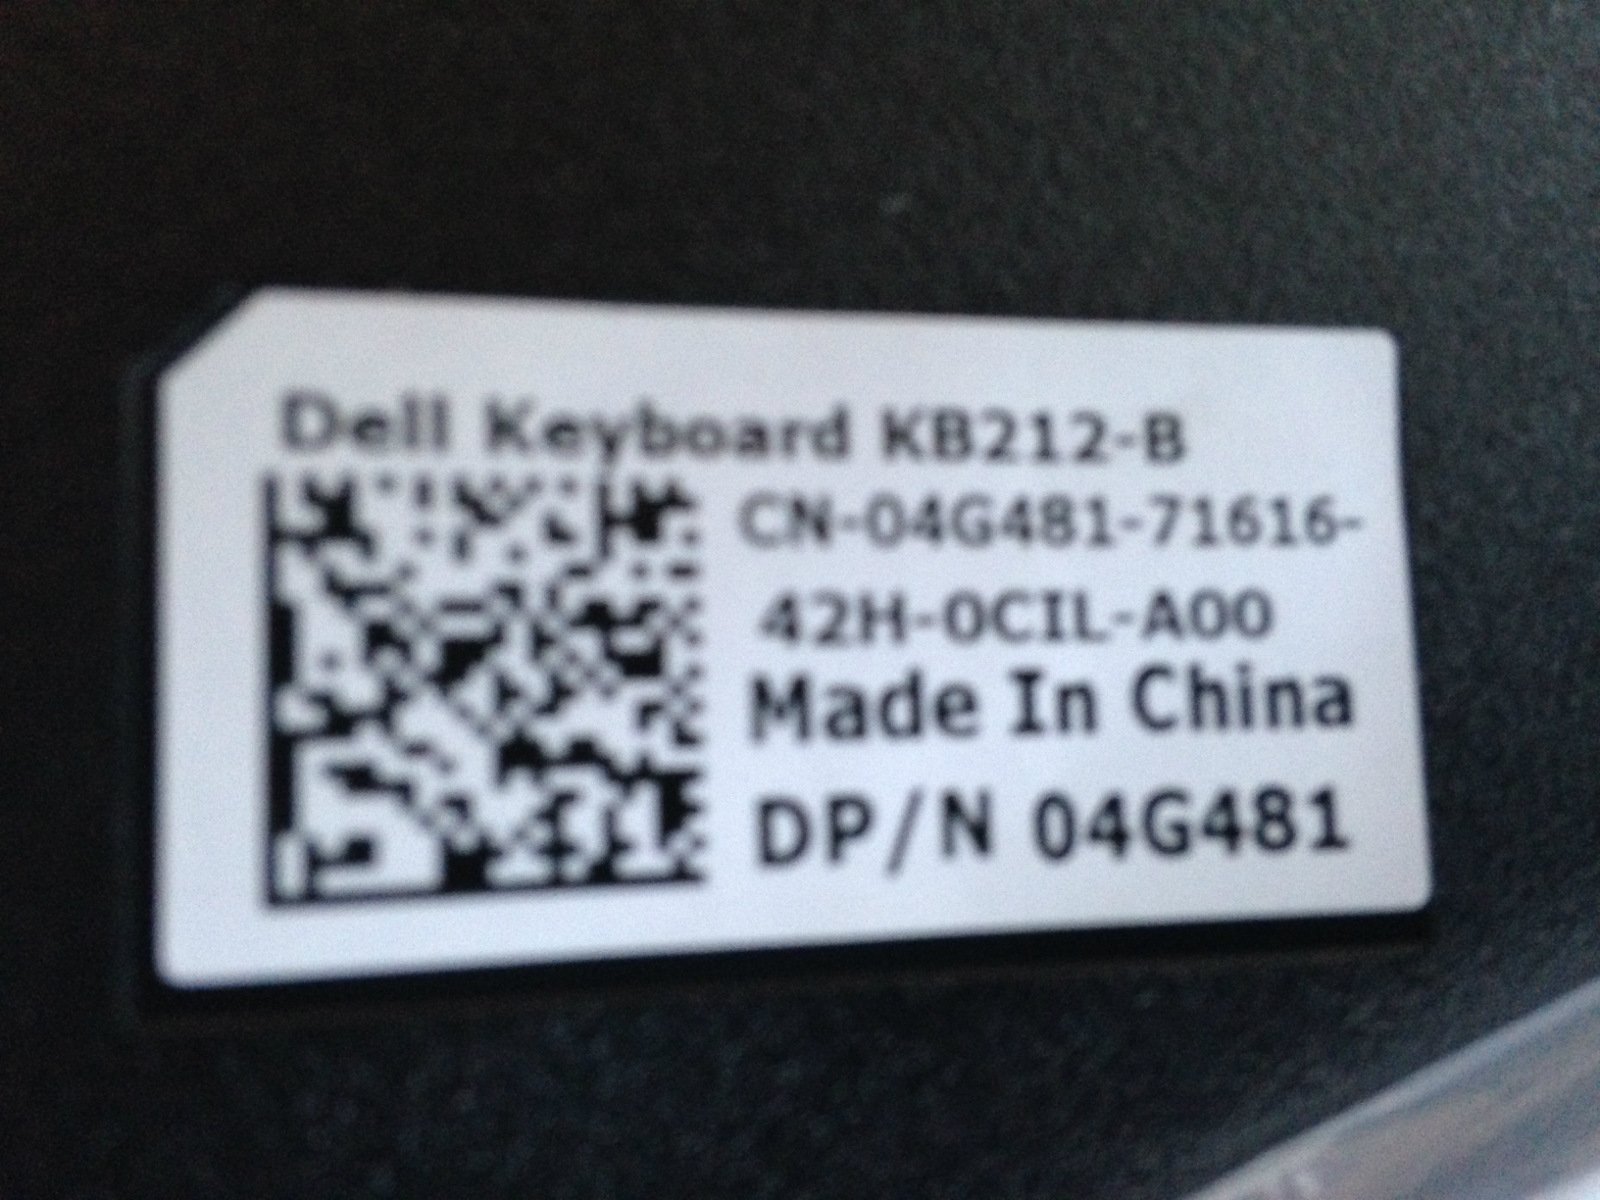 Dell Keyboard KB212-B
CN-04G481-71616-
42H-0CIL-A00
Made In China
DP/N 04G481